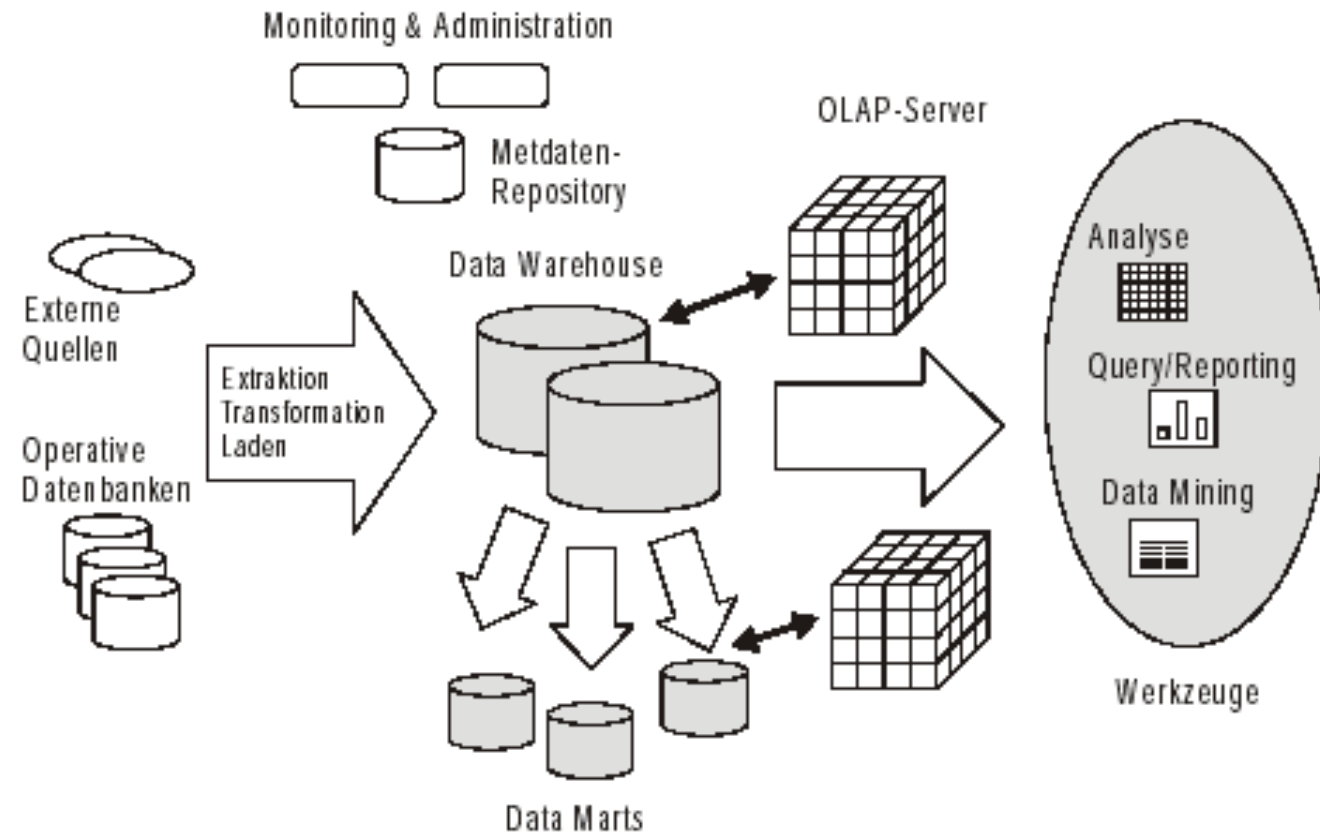 Monitoring & Administration
OLAP-Server
Metdaten-
Repository
Data Warehouse
Externe
Quellen
Extraktion
Transformation
Laden
Operative
Datenbanken
Analyse
Query/Reporting
Data Mining
Werkzeuge
Data Marts